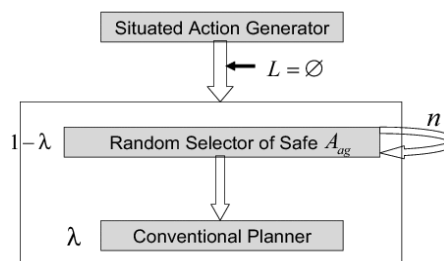 Situated Action Generator
L = ∅
n
1 – λ
Random Selector of Safe A_ag
λ
Conventional Planner